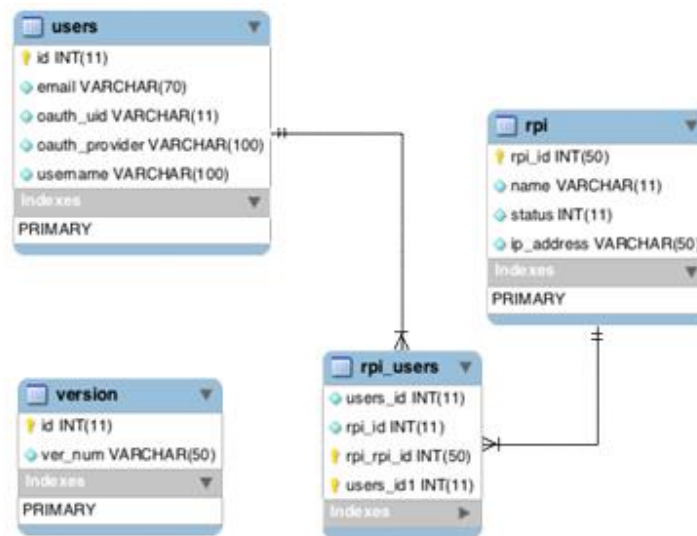 users
id INT(11)
email VARCHAR(70)
oauth_uid VARCHAR(11)
oauth_provider VARCHAR(100)
username VARCHAR(100)
Indexes
PRIMARY
rpi
rpi_id INT(50)
name VARCHAR(11)
status INT(11)
ip_address VARCHAR(50)
Indexes
PRIMARY
version
id INT(11)
ver_num VARCHAR(50)
Indexes
PRIMARY
rpi_users
users_id INT(11)
rpi_id INT(11)
rpi_rpi_id INT(50)
users_id1 INT(11)
Indexes